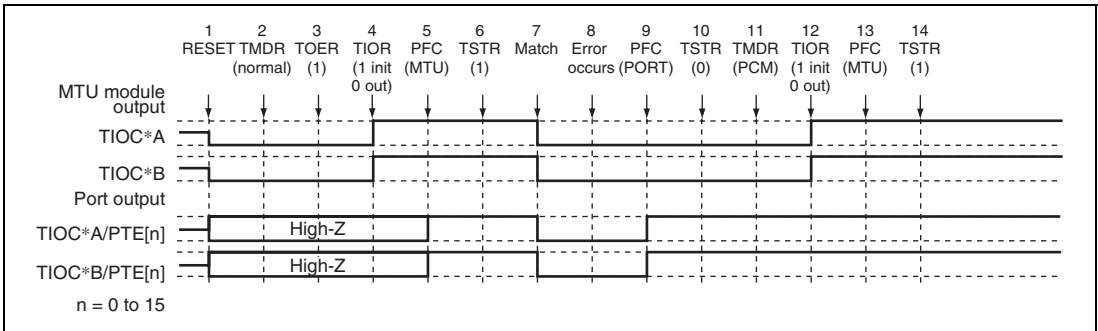 1 2 3 4 5 6 7 8 9 10 11 12 13 14
RESET TMDR TOER TIOR PFC TSTR Match Error PFC TSTR TMDR TIOR PFC TSTR
(normal) (1) (1 init (MTU) (1) occurs (PORT) (0) (PCM) (1 init (MTU) (1)
0 out) 0 out)
MTU module
output
TIOC*A
TIOC*B
Port output
TIOC*A/PTE[n] High-Z
TIOC*B/PTE[n] High-Z
n = 0 to 15